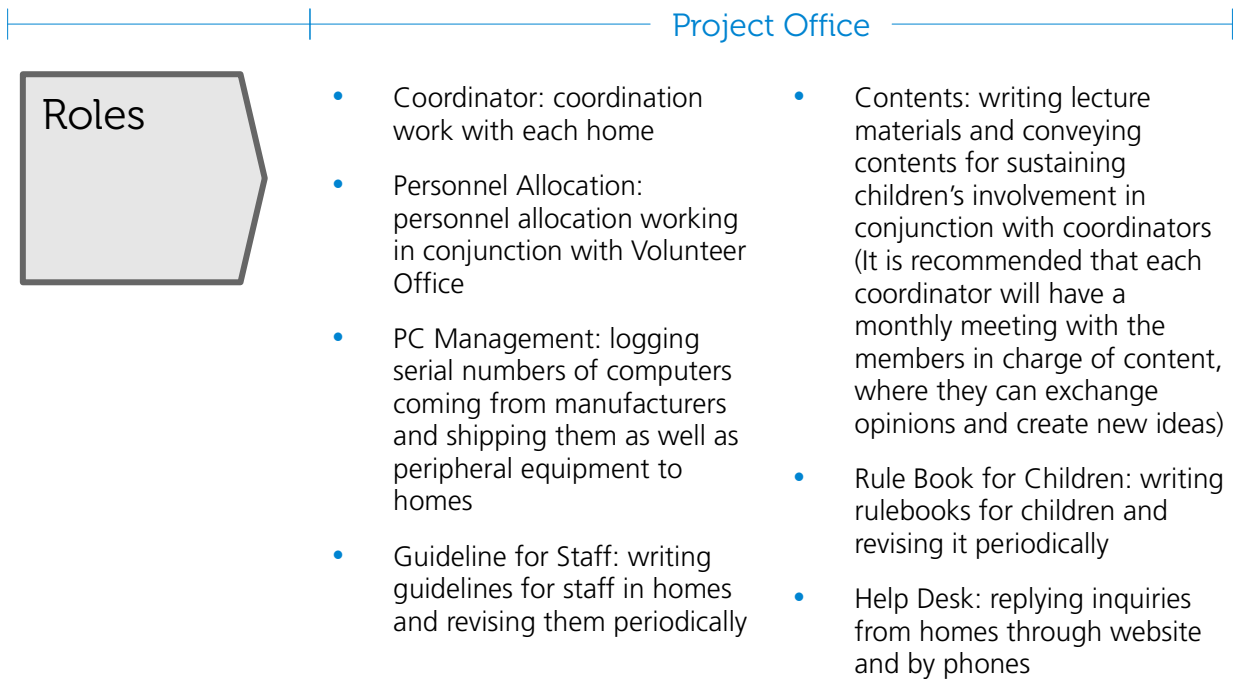 Project Office
Roles
• Coordinator: coordination
work with each home
• Personnel Allocation:
personnel allocation working
in conjunction with Volunteer
Office
• PC Management: logging
serial numbers of computers
coming from manufacturers
and shipping them as well as
peripheral equipment to
homes
• Guideline for Staff: writing
guidelines for staff in homes
and revising them periodically
• Contents: writing lecture
materials and conveying
contents for sustaining
children’s involvement in
conjunction with coordinators
(It is recommended that each
coordinator will have a
monthly meeting with the
members in charge of content,
where they can exchange
opinions and create new ideas)
• Rule Book for Children: writing
rulebooks for children and
revising it periodically
• Help Desk: replying inquiries
from homes through website
and by phones